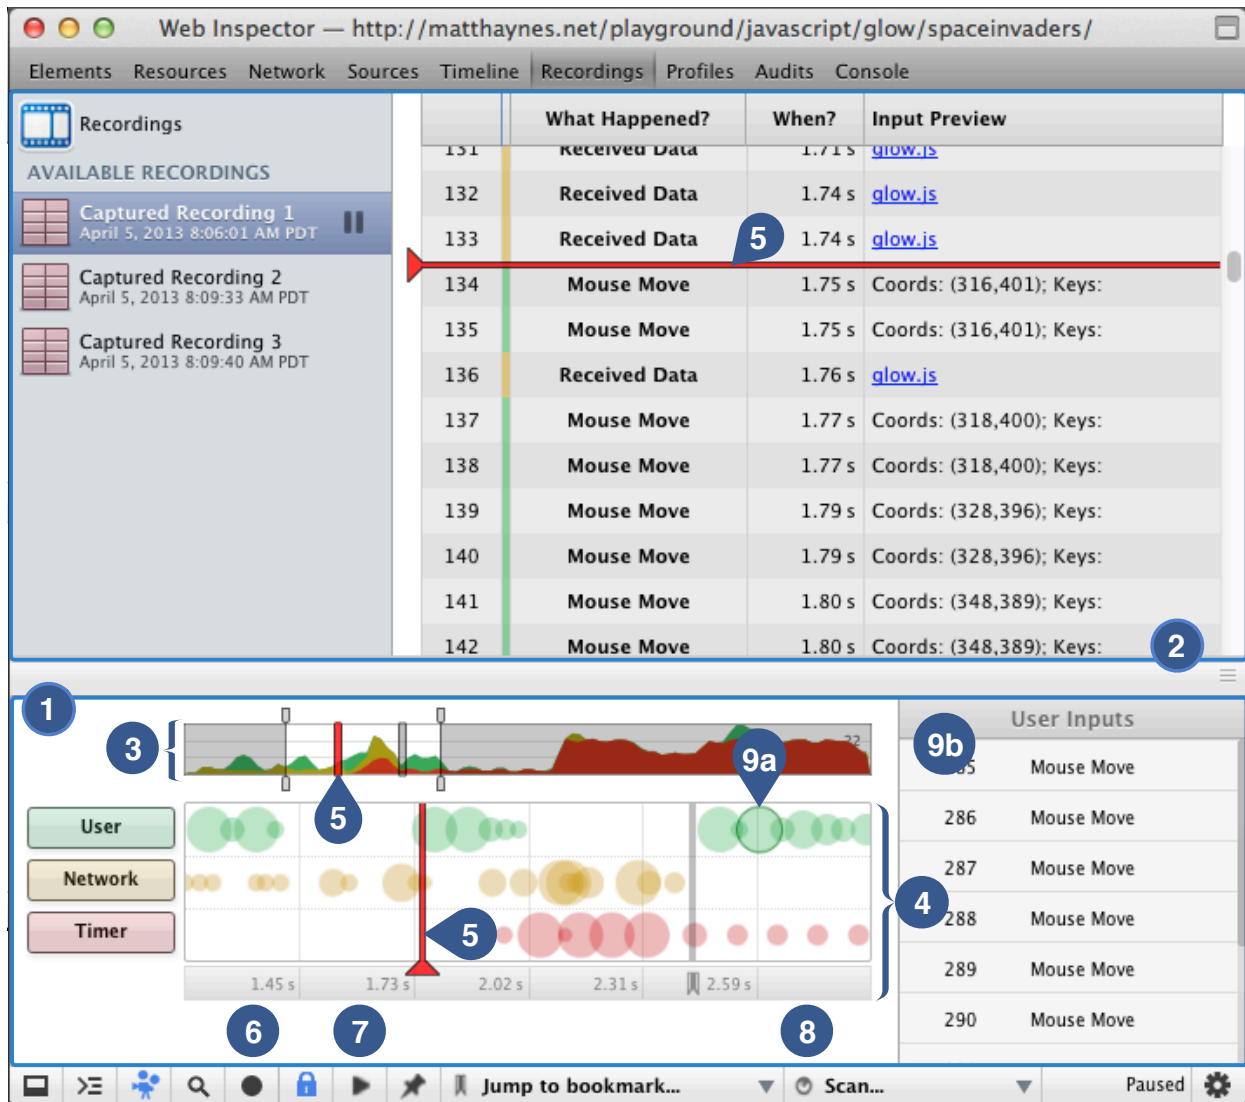 Web Inspector — http://matthaynes.net/playground/javascript/glow/spaceinvaders/
Elements Resources Network Sources Timeline Recordings Profiles Audits Console
Recordings
AVAILABLE RECORDINGS
Captured Recording 1
April 5, 2013 8:06:01 AM PDT
Captured Recording 2
April 5, 2013 8:09:33 AM PDT
Captured Recording 3
April 5, 2013 8:09:40 AM PDT
What Happened? When? Input Preview
131 Received Data 1.71 s glow.js
132 Received Data 1.74 s glow.js
133 Received Data 1.74 s glow.js
5
134 Mouse Move 1.75 s Coords: (316,401); Keys:
135 Mouse Move 1.75 s Coords: (316,401); Keys:
136 Received Data 1.76 s glow.js
137 Mouse Move 1.77 s Coords: (318,400); Keys:
138 Mouse Move 1.77 s Coords: (318,400); Keys:
139 Mouse Move 1.79 s Coords: (328,396); Keys:
140 Mouse Move 1.79 s Coords: (328,396); Keys:
141 Mouse Move 1.80 s Coords: (348,389); Keys:
142 Mouse Move 1.80 s Coords: (348,389); Keys:
2
1
3
22
5
9a
User
Network
Timer
5
4
1.45 s 1.73 s 2.02 s 2.31 s 2.59 s
6 7 8
User Inputs
9b
Mouse Move
286 Mouse Move
287 Mouse Move
288 Mouse Move
289 Mouse Move
290 Mouse Move
Jump to bookmark... Scan... Paused